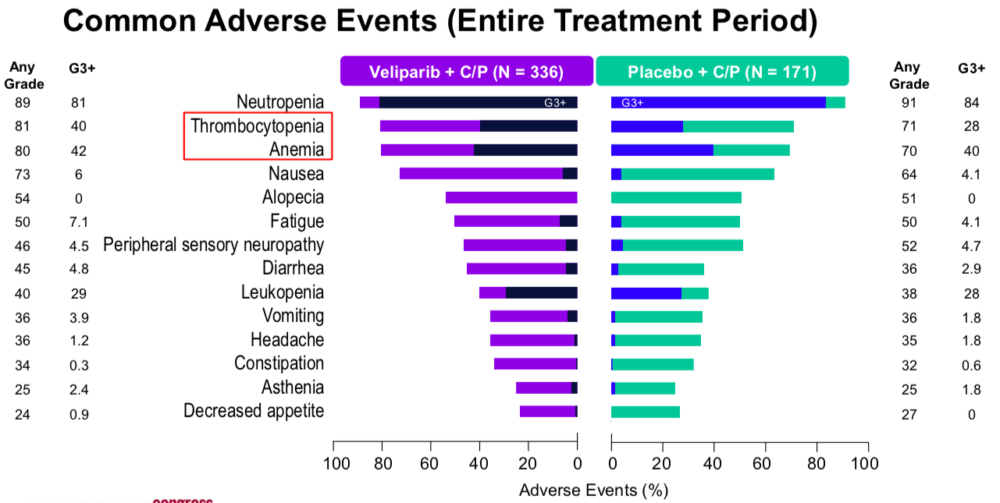 Common Adverse Events (Entire Treatment Period)
Any Grade G3+ Veliparib + C/P (N = 336) Placebo + C/P (N = 171) Any Grade G3+
89 81 Neutropenia G3+ G3+ 91 84
81 40 Thrombocytopenia 71 28
80 42 Anemia 70 40
73 6 Nausea 64 4.1
54 0 Alopecia 51 0
50 7.1 Fatigue 50 4.1
46 4.5 Peripheral sensory neuropathy 52 4.7
45 4.8 Diarrhea 36 2.9
40 29 Leukopenia 38 28
36 3.9 Vomiting 36 1.8
36 1.2 Headache 35 1.8
34 0.3 Constipation 32 0.6
25 2.4 Asthenia 25 1.8
24 0.9 Decreased appetite 27 0
100 80 60 40 20 0 0 20 40 60 80 100
Adverse Events (%)